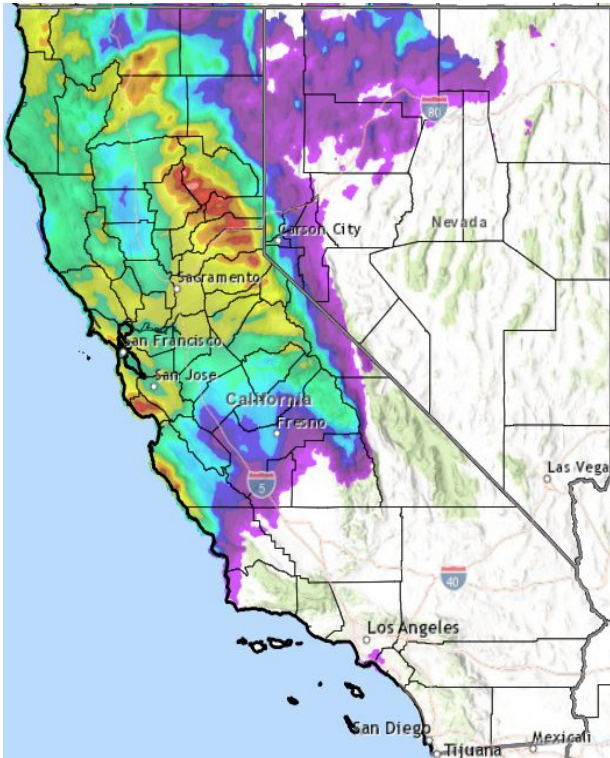 80
Nevada
Carson City
Sacramento
San Francisco
San Jose
California
Fresno
Las Vega
5
40
Los Angeles
San Diego
Mexicali
Tijuana